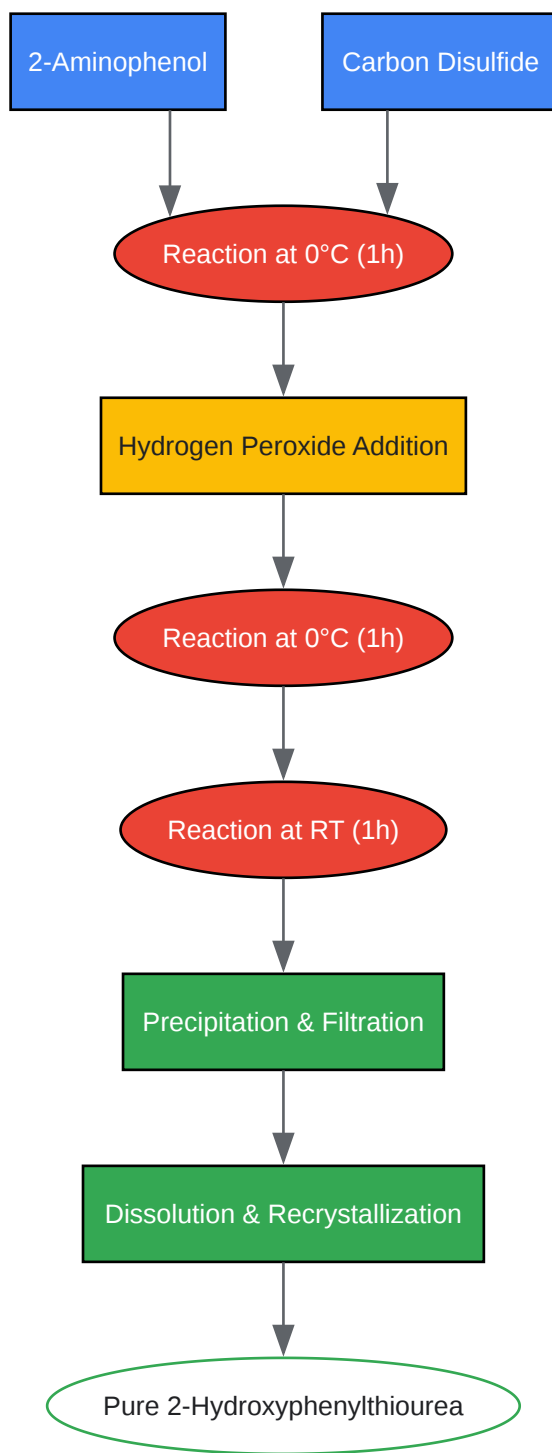 2-Aminophenol
Carbon Disulfide
Reaction at 0°C (1h)
Hydrogen Peroxide Addition
Reaction at 0°C (1h)
Reaction at RT (1h)
Precipitation & Filtration
Dissolution & Recrystallization
Pure 2-Hydroxyphenylthiourea